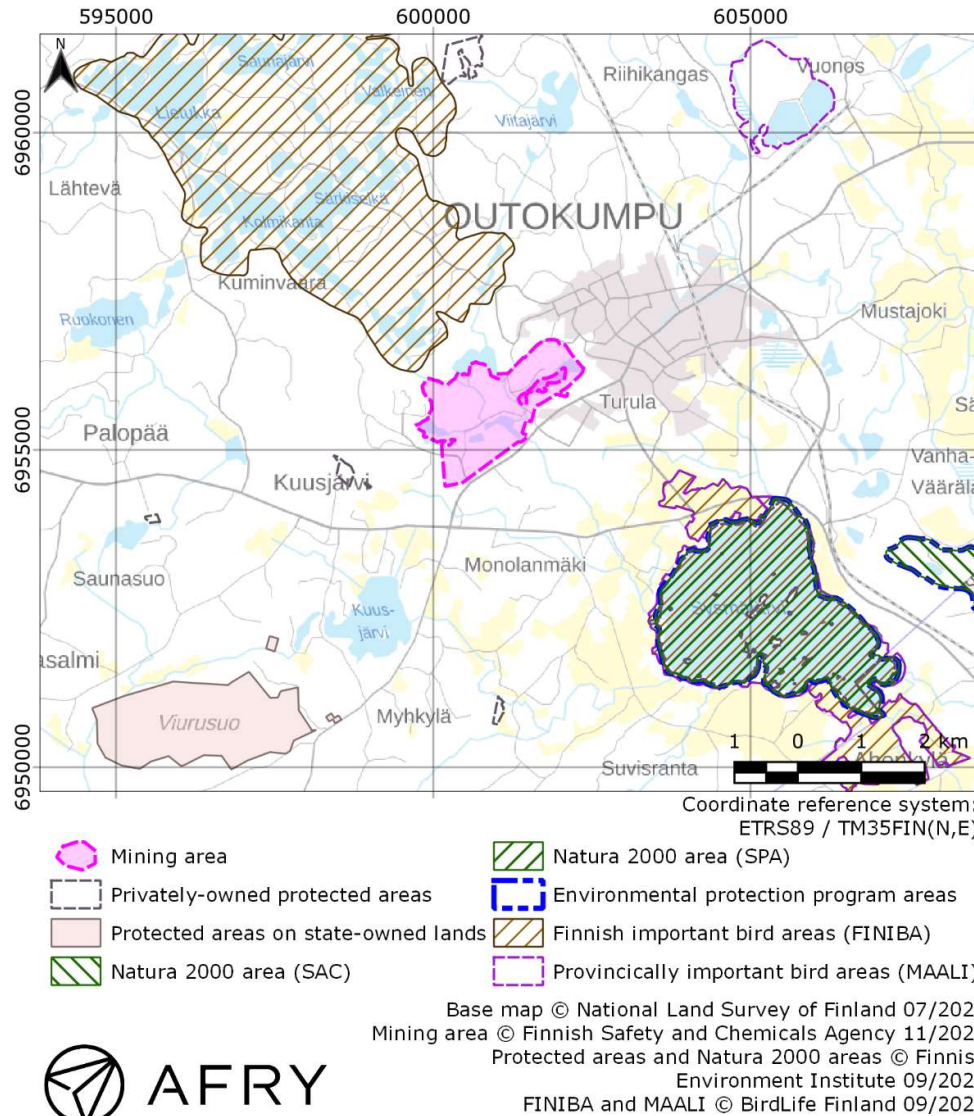 595000 600000 605000
N
Saunajärvi
Valkeinen
Riihikangas
Vuonos
6960000
Lietukka
Viitajärvi
Lähtevä
Särkiselkä
Kolmikanta
OUTOKUMPU
Kuminvaara
Ruokonen
Mustajoki
Turula
Sä
6955000
Palopää
Vanha-
Väärälä
Kuusjärvi
Monolanmäki
Saunasuo
Kuus-
järvi
asalmi
Viurusuo
Myhkylä
6950000
Suvisranta
1 0 1 2 km
Coordinate reference system:
ETRS89 / TM35FIN(N,E)
Mining area
Privately-owned protected areas
Protected areas on state-owned lands
Natura 2000 area (SAC)
Natura 2000 area (SPA)
Environmental protection program areas
Finnish important bird areas (FINIBA)
Provincically important bird areas (MAALI)
Base map © National Land Survey of Finland 07/202
Mining area © Finnish Safety and Chemicals Agency 11/202
Protected areas and Natura 2000 areas © Finnis
Environment Institute 09/202
FINIBA and MAALI © BirdLife Finland 09/202
AFRY